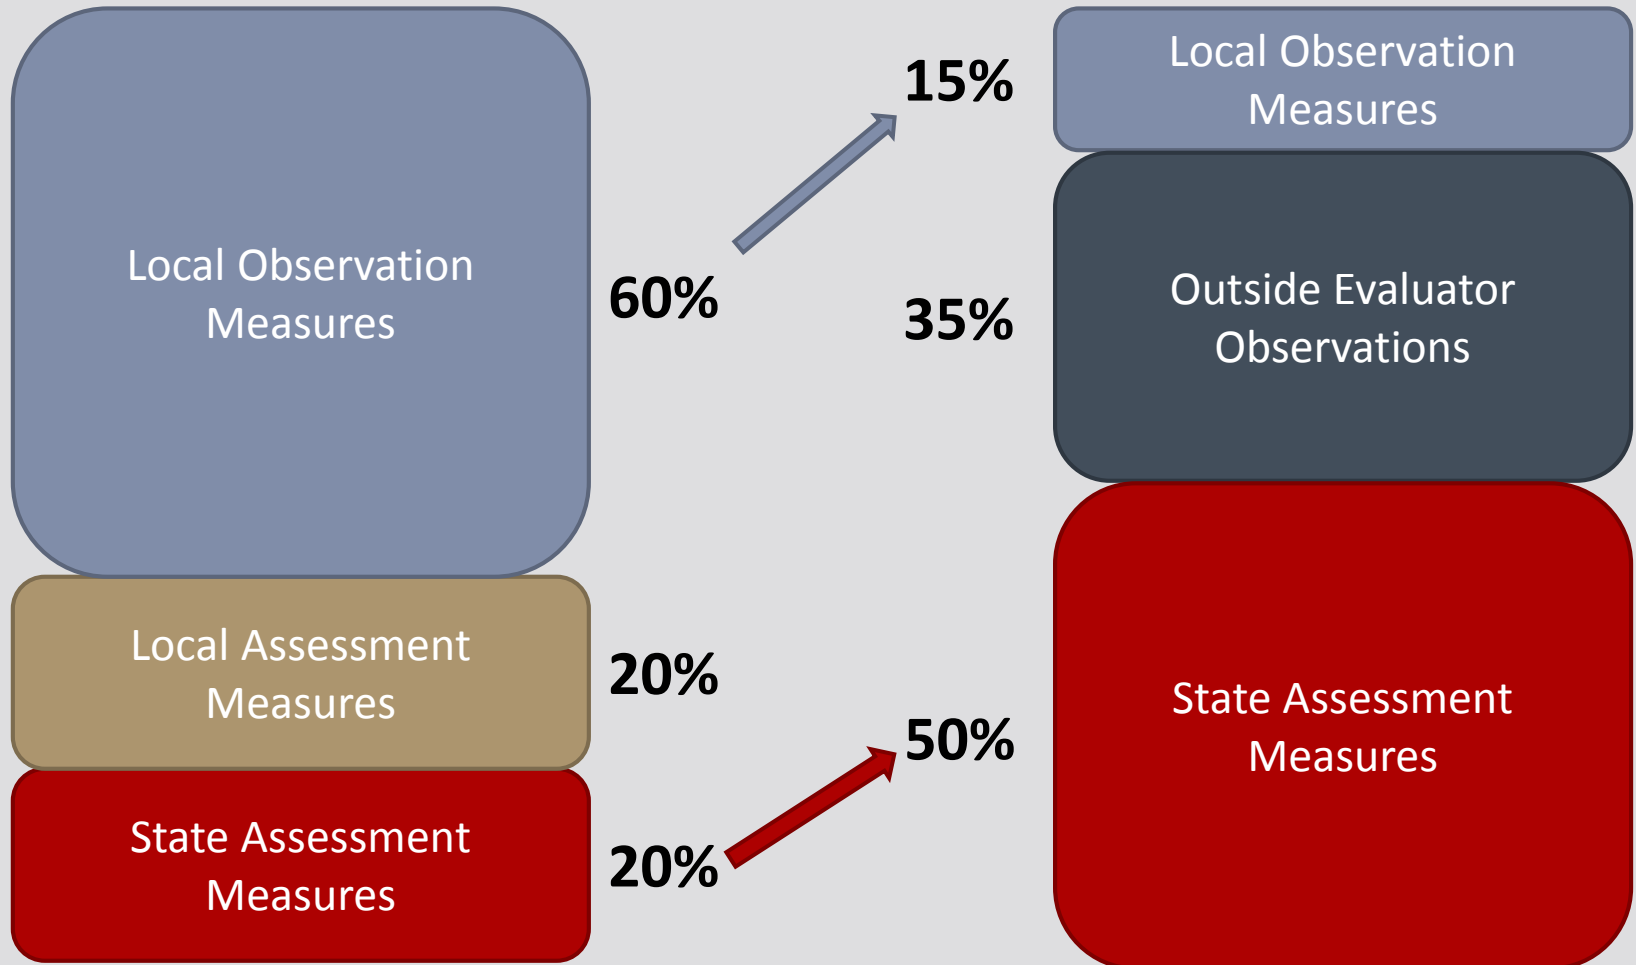 Local Observation
Measures
60%
Local Assessment
Measures
20%
State Assessment
Measures
20%
15%
Local Observation
Measures
35%
Outside Evaluator
Observations
50%
State Assessment
Measures